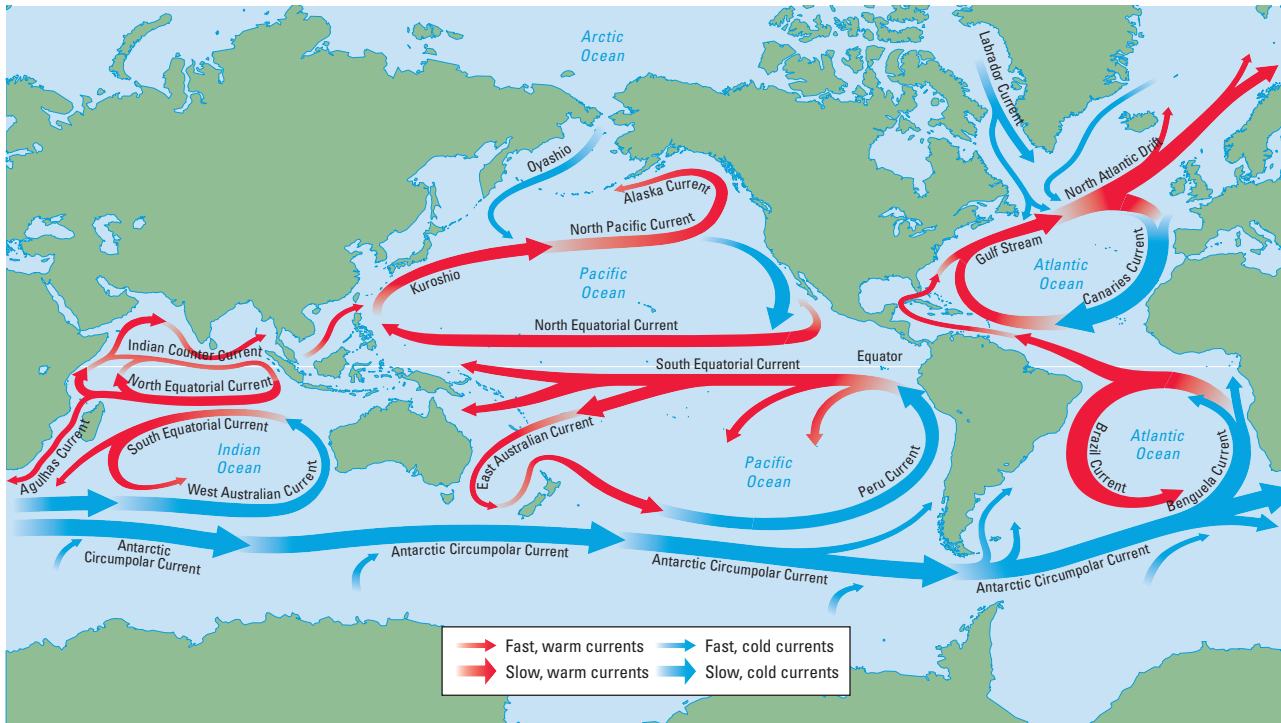 Arctic
Ocean
Labrador Current
Oyashio
Alaska Current
North Atlantic Drift
North Pacific Current
Gulf Stream
Kuroshio
Pacific
Ocean
Atlantic
Ocean
Canaries Current
North Equatorial Current
Indian Counter Current
Equator
South Equatorial Current
North Equatorial Current
South Equatorial Current
Agulhas Current
Indian
Ocean
West Australian Current
East Australian Current
Pacific
Ocean
Peru Current
Brazil Current
Atlantic
Ocean
Benguela Current
Antarctic
Circumpolar Current
Antarctic Circumpolar Current
Antarctic Circumpolar Current
Antarctic Circumpolar Current
Fast, warm currents
Fast, cold currents
Slow, warm currents
Slow, cold currents